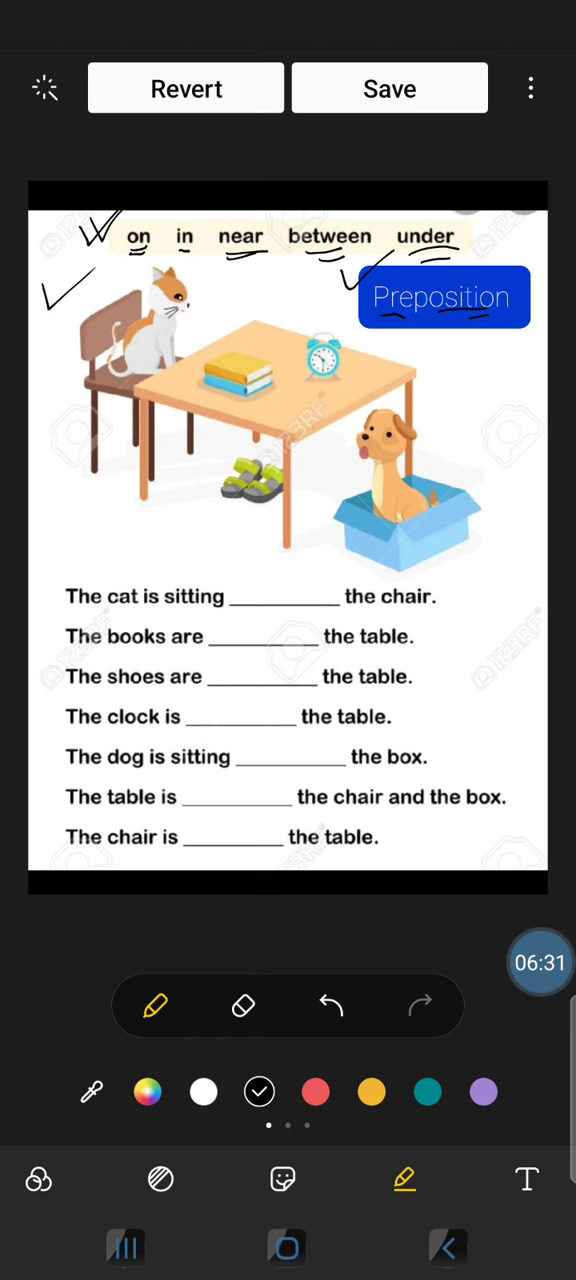 Revert Save
on in near between under
Preposition
The cat is sitting __________ the chair.
The books are __________ the table.
The shoes are __________ the table.
The clock is __________ the table.
The dog is sitting __________ the box.
The table is __________ the chair and the box.
The chair is __________ the table.
06:31
T